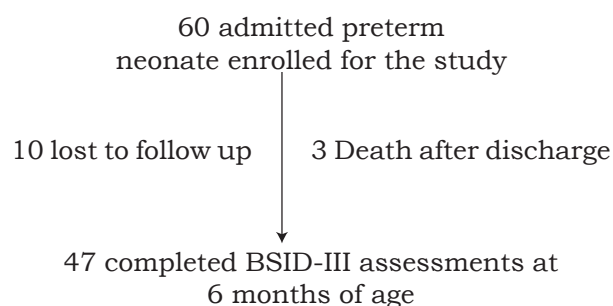 60 admitted preterm
neonate enrolled for the study
10 lost to follow up
3 Death after discharge
47 completed BSID-III assessments at
6 months of age